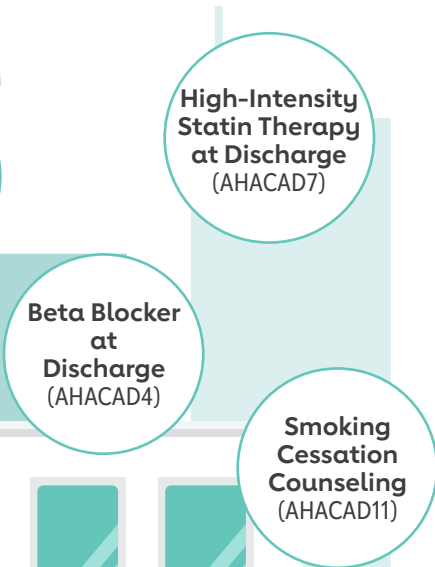 High-Intensity
Statin Therapy
at Discharge
(AHACAD7)
Beta Blocker
at
Discharge
(AHACAD4)
Smoking
Cessation
Counseling
(AHACAD11)